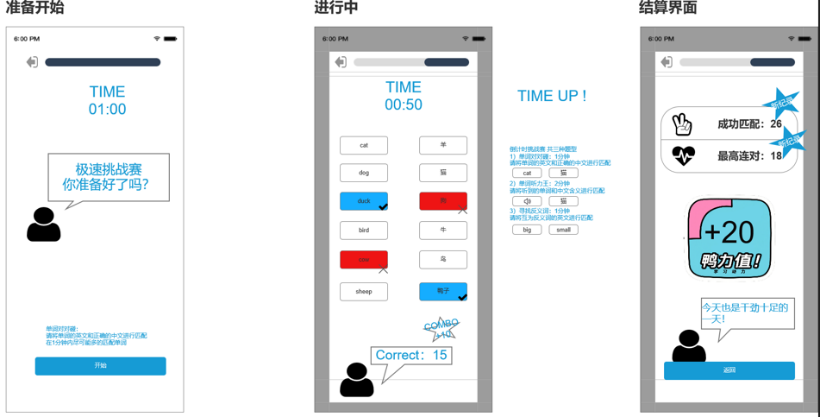 准备开始
6:00 PM
TIME
01:00
极速挑战赛
你准备好了吗?
单词对对碰:
请将单词的英文和正确的中文进行匹配
在1分钟内尽可能多的匹配单词
开始
进行中
6:00 PM
TIME
00:50
cat
羊
dog
猫
duck
bird
牛
cow
鸟
sheep
鸭子
COMBO
Correct: 15
TIME UP !
倒计时挑战赛 共三种题型
1) 单词对对碰: 1分钟
请将单词的英文和正确的中文进行匹配
cat
猫
2) 单词听力王: 2分钟
请将听到的单词和中文含义进行匹配
猫
3) 寻找反义词: 1分钟
请将互为反义词的英文进行匹配
big
small
结算界面
6:00 PM
新纪录
成功匹配: 26
新纪录
最高连对: 18
+20
鸭力值!
学习动力
今天也是干劲十足的
一天!
返回